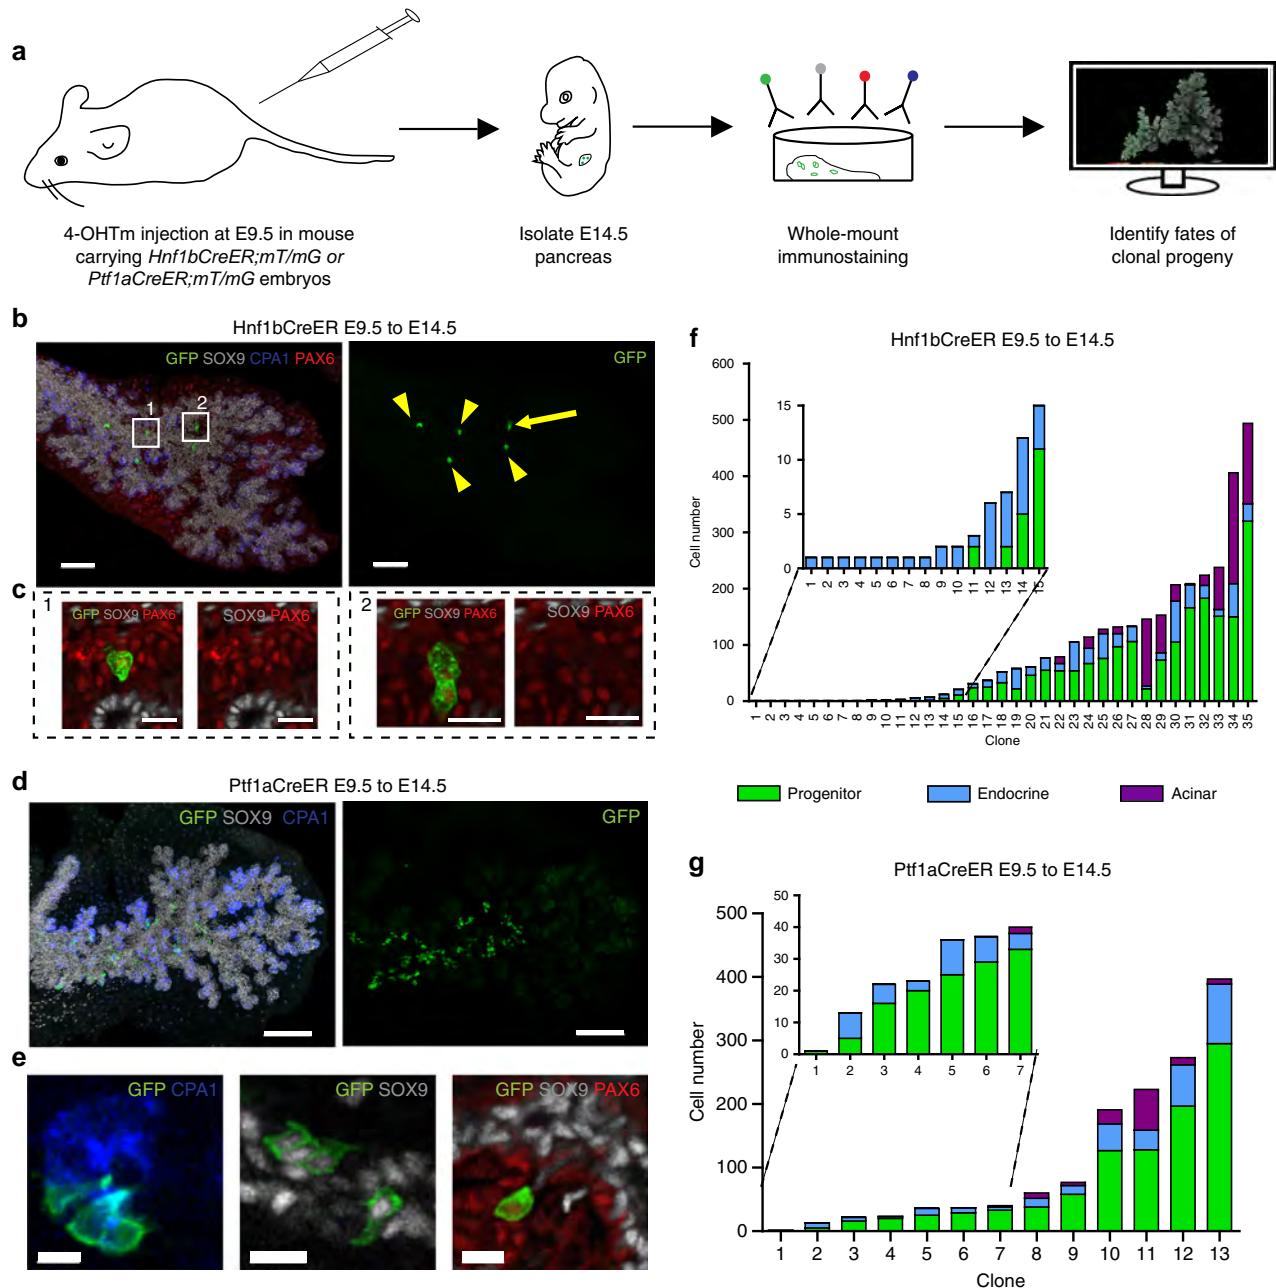 a
4-OHTm injection at E9.5 in mouse
carrying Hnf1bCreER;mT/mG or
Ptf1aCreER;mT/mG embryos
Isolate E14.5
pancreas
Whole-mount
immunostaining
Identify fates of
clonal progeny
b
Hnf1bCreER E9.5 to E14.5
GFP SOX9 CPA1 PAX6
1
2
GFP
c
1
GFP SOX9 PAX6
SOX9 PAX6
2
GFP SOX9 PAX6
SOX9 PAX6
d
Ptf1aCreER E9.5 to E14.5
GFP SOX9 CPA1
GFP
e
GFP CPA1
GFP SOX9
GFP SOX9 PAX6
f
Hnf1bCreER E9.5 to E14.5
Cell number
600
500
400
300
200
100
0
15
10
5
0
1 2 3 4 5 6 7 8 9 10 11 12 13 14 15
1 2 3 4 5 6 7 8 9 10 11 12 13 14 15 16 17 18 19 20 21 22 23 24 25 26 27 28 29 30 31 32 33 34 35
Clone
Progenitor
Endocrine
Acinar
g
Ptf1aCreER E9.5 to E14.5
Cell number
500
400
300
200
100
0
50
40
30
20
10
0
1 2 3 4 5 6 7
1 2 3 4 5 6 7 8 9 10 11 12 13
Clone